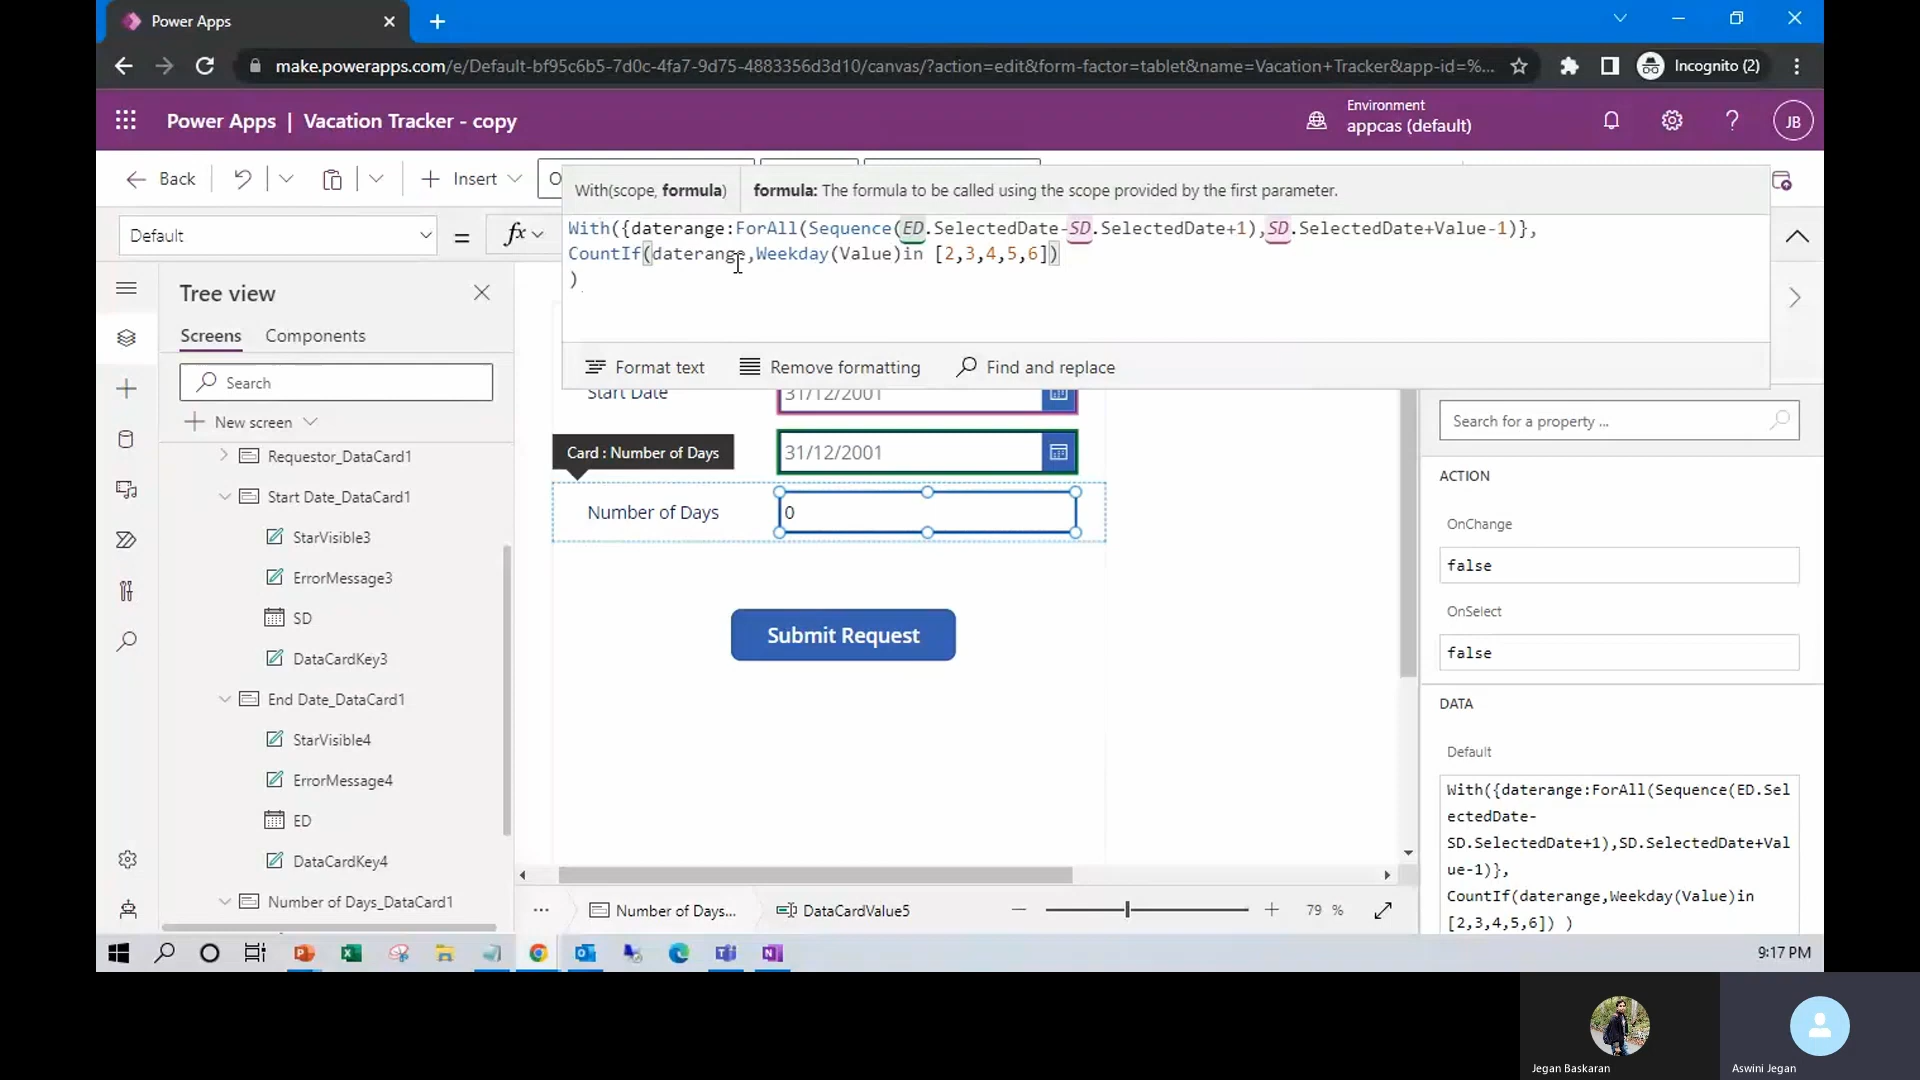 Power Apps
make.powerapps.com/e/Default-bf95c6b5-7d0c-4fa7-9d75-4883356d3d10/canvas/?action=edit&form-factor=tablet&name=Vacation+Tracker&app-id=%...
Incognito (2)
Power Apps | Vacation Tracker - copy
Environment
appcas (default)
JB
Back
Insert
With(scope, formula)
formula: The formula to be called using the scope provided by the first parameter.
Default
=
fx
With({daterange:ForAll(Sequence(ED.SelectedDate-SD.SelectedDate+1),SD.SelectedDate+Value-1)},
CountIf(daterange,Weekday(Value)in [2,3,4,5,6])
)
Format text
Remove formatting
Find and replace
Tree view
Screens
Components
Search
New screen
Requestor_DataCard1
Start Date_DataCard1
StarVisible3
ErrorMessage3
SD
DataCardKey3
End Date_DataCard1
StarVisible4
ErrorMessage4
ED
DataCardKey4
Number of Days_DataCard1
Start Date
31/12/2001
Card : Number of Days
31/12/2001
Number of Days
0
Submit Request
Search for a property ...
ACTION
OnChange
false
OnSelect
false
DATA
Default
With({daterange:ForAll(Sequence(ED.Sel
ectedDate-
SD.SelectedDate+1),SD.SelectedDate+Val
ue-1)},
CountIf(daterange,Weekday(Value)in
[2,3,4,5,6]) )
Number of Days...
DataCardValue5
79 %
9:17 PM
Jegan Baskaran
Aswini Jegan